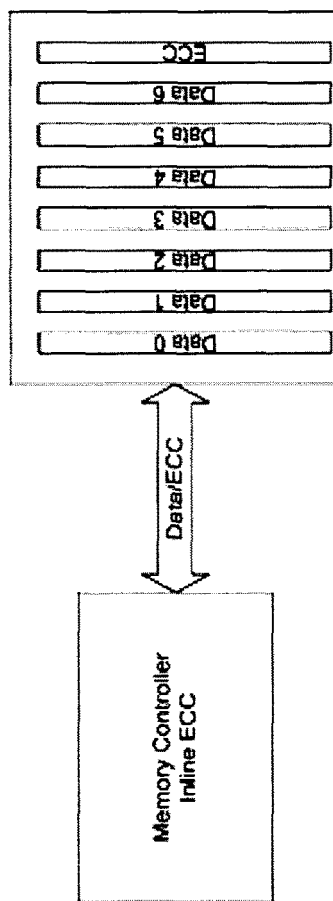 ECC
Data 6
Data 5
Data 4
Data 3
Data 2
Data 1
Data 0
Data/ECC
Memory Controller
Inline ECC